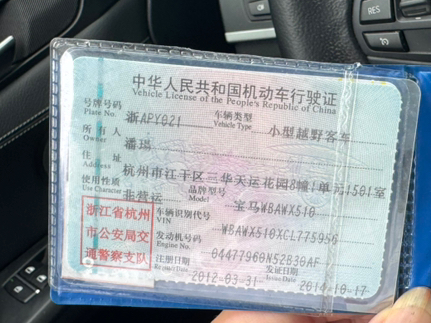 RES
CNCL
中华人民共和国机动车行驶证
Vehicle License of the People's Republic of China
号牌号码 浙APY021 车辆类型 小型越野客车
Plate No. Vehicle Type
所有人 潘玛
Owner
住址 杭州市江干区三华天运花园8幢1单元1501室
Address
使用性质 非营运 品牌型号 宝马WBAWX510
Use Character Model
浙江省杭州
市公安局交
通警察支队
车辆识别代号 WBAWX510XCL775956
VIN
发动机号码 04477960N52B30AF
Engine No.
注册日期 2012-03-31 发证日期 2014-10-17
Register Date Issue Date